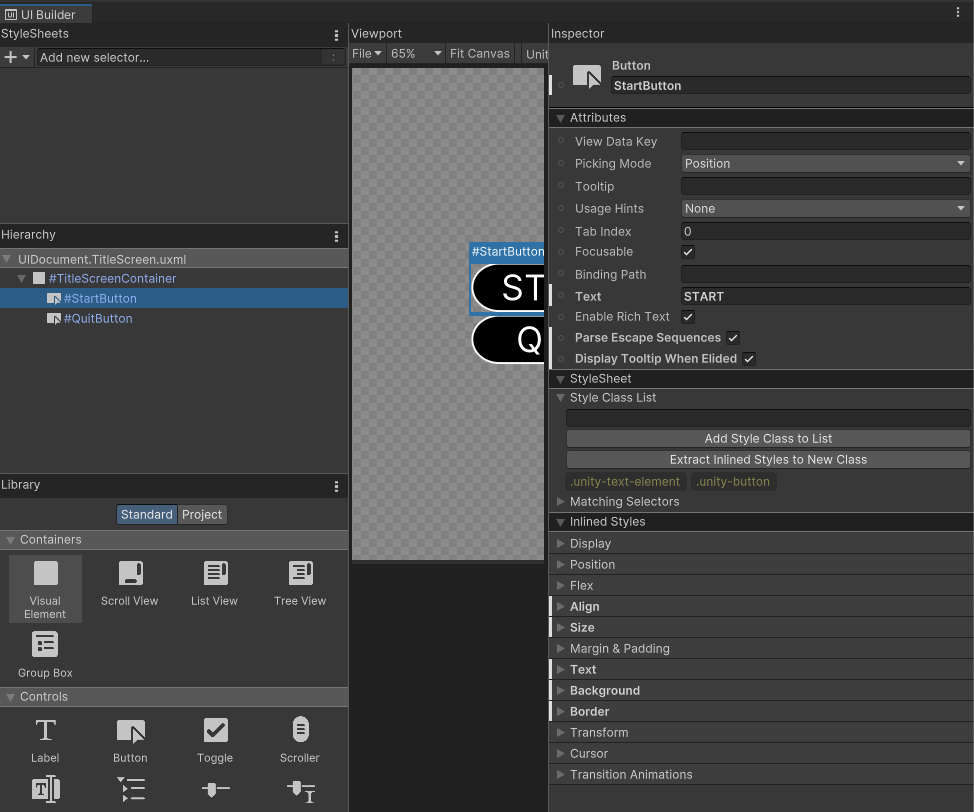 UI Builder
StyleSheets
Add new selector...
Hierarchy
UIDocument.TitleScreen.uxml
#TitleScreenContainer
#StartButton
#QuitButton
Library
Standard Project
Containers
Visual Element
Scroll View
List View
Tree View
Group Box
Controls
Label
Button
Toggle
Scroller
Viewport
File 65% Fit Canvas Unit
#StartButton
ST
Q
Inspector
Button
StartButton
Attributes
View Data Key
Picking Mode Position
Tooltip
Usage Hints None
Tab Index 0
Focusable
Binding Path
Text START
Enable Rich Text
Parse Escape Sequences
Display Tooltip When Elided
StyleSheet
Style Class List
Add Style Class to List
Extract Inlined Styles to New Class
.unity-text-element .unity-button
Matching Selectors
Inlined Styles
Display
Position
Flex
Align
Size
Margin & Padding
Text
Background
Border
Transform
Cursor
Transition Animations